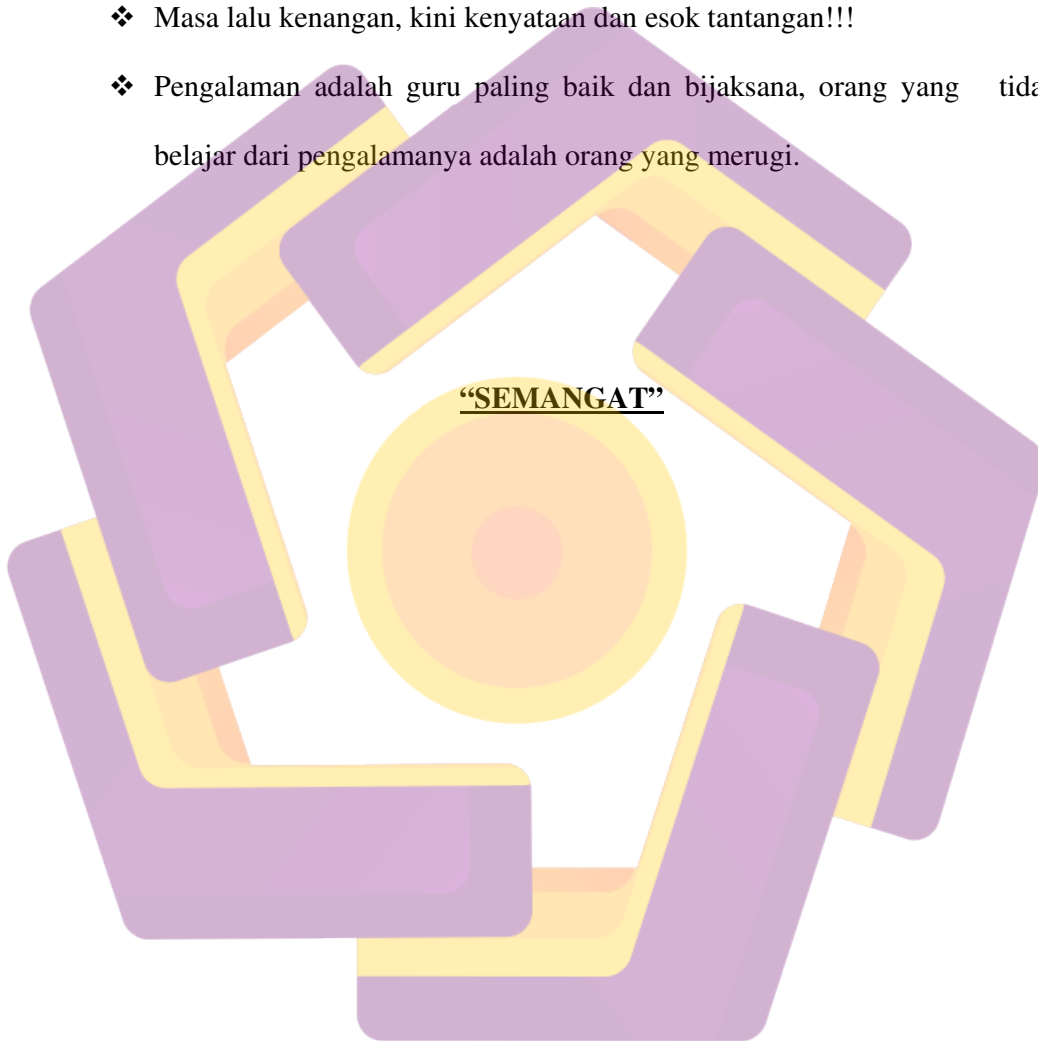 ❖ Masa lalu kenangan, kini kenyataan dan esok tantangan!!!
❖ Pengalaman adalah guru paling baik dan bijaksana, orang yang tida
belajar dari pengalamanya adalah orang yang merugi.
“SEMANGAT”